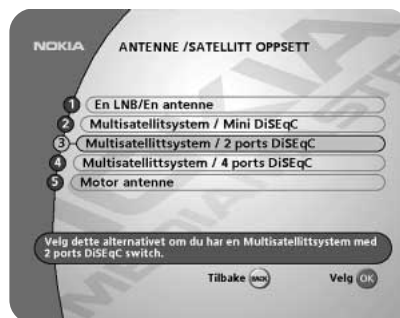 NOKIA
ANTENNE /SATELLITT OPPSETT
1 En LNB/En antenne
2 Multisatellitsystem / Mini DiSEqC
3 Multisatellittsystem / 2 ports DiSEqC
4 Multisatellittsystem / 4 ports DiSEqC
5 Motor antenne
Velg dette alternativet om du har en Multisatellittsystem med
2 ports DiSEqC switch.
Tilbake BACK Velg OK